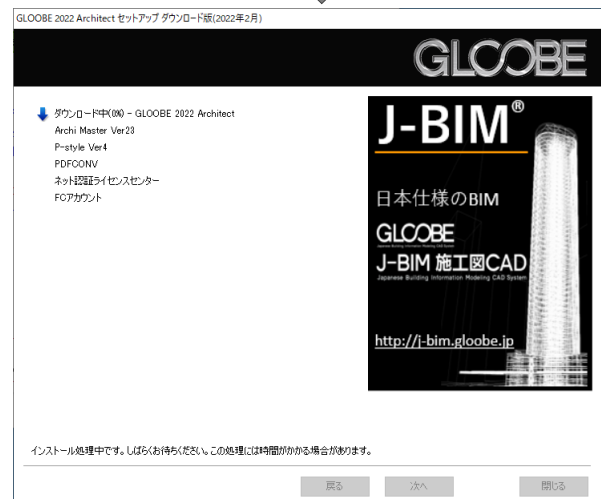 GLOOBE 2022 Architect セットアップ ダウンロード版(2022年2月)
GLOOBE
ダウンロード中(0%) - GLOOBE 2022 Architect
Archi Master Ver23
P-style Ver4
PDFCONV
ネット認証ライセンスセンター
FCアカウント
J-BIM®
日本仕様のBIM
GLOOBE
Japanese Building Information Modeling CAD System
J-BIM 施工図CAD
Japanese Building Information Modeling CAD System
http://j-bim.gloobe.jp
インストール処理中です。しばらくお待ちください。この処理には時間がかかる場合があります。
戻る
次へ
閉じる